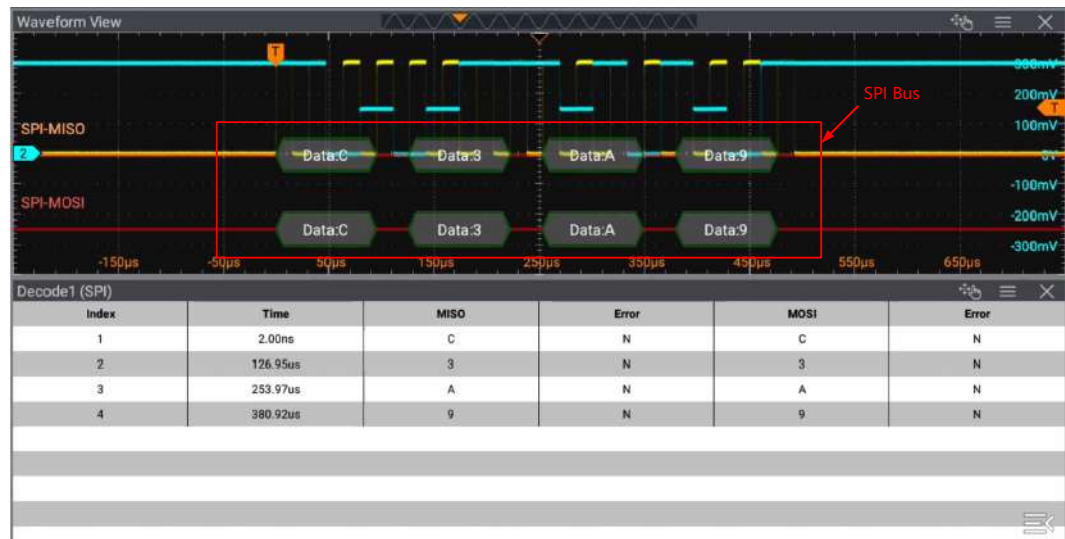 Waveform View
T
300mV
200mV
T
SPI Bus
100mV
SPI-MISO
2
Data:C Data:3 Data:A Data:9
0V
-100mV
SPI-MOSI
-200mV
Data:C Data:3 Data:A Data:9
-300mV
-150µs -50µs 50µs 150µs 250µs 350µs 450µs 550µs 650µs
Decode1 (SPI)
Index Time MISO Error MOSI Error
1 2.00ns C N C N
2 126.95us 3 N 3 N
3 253.97us A N A N
4 380.92us 9 N 9 N